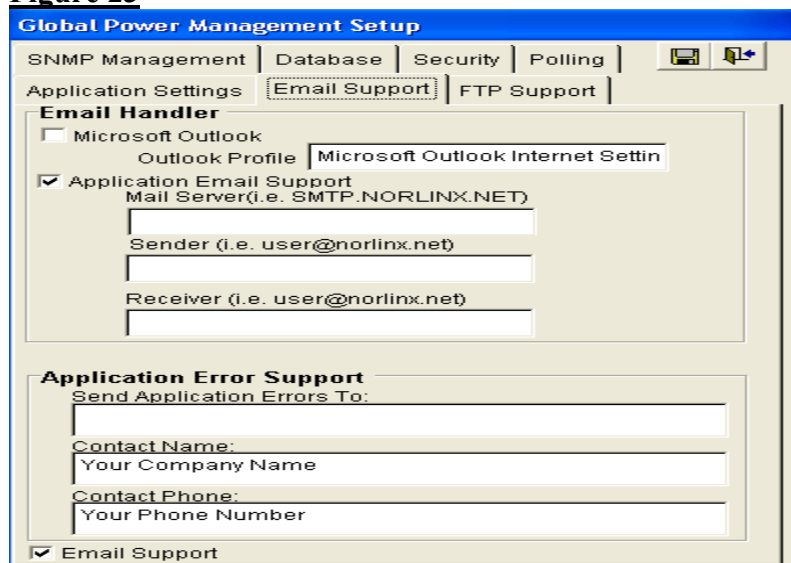 Figure 23
Global Power Management Setup
SNMP Management Database Security Polling
Application Settings Email Support FTP Support
Email Handler
Microsoft Outlook
Outlook Profile Microsoft Outlook Internet Settin
Application Email Support
Mail Server(i.e. SMTP.NORLINX.NET)
Sender (i.e. user@norlinx.net)
Receiver (i.e. user@norlinx.net)
Application Error Support
Send Application Errors To:
Contact Name:
Your Company Name
Contact Phone:
Your Phone Number
Email Support